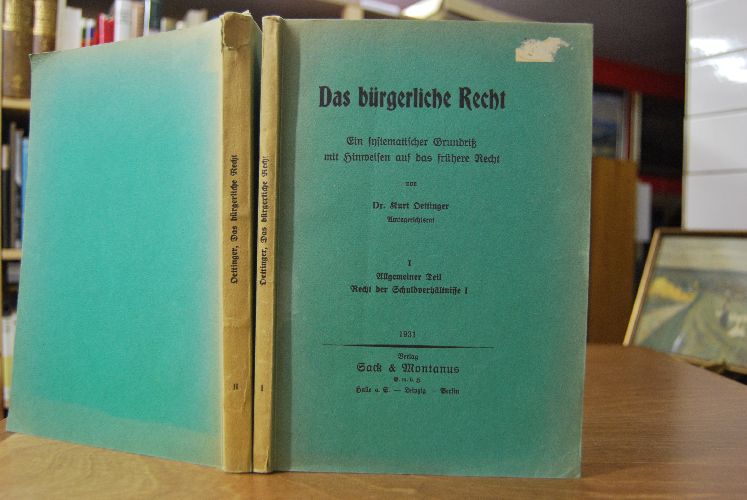 Oettinger, Das bürgerliche Recht
II
Oettinger, Das bürgerliche Recht
I
Das bürgerliche Recht
Ein systematischer Grundriß
mit Hinweisen auf das frühere Recht
von
Dr. Kurt Oettinger
Amtsgerichtsrat
I
Allgemeiner Teil
Recht der Schuldverhältnisse I
1931
Verlag
Sack & Montanus
G. m. b. H
Halle a. S. — Leipzig — Berlin